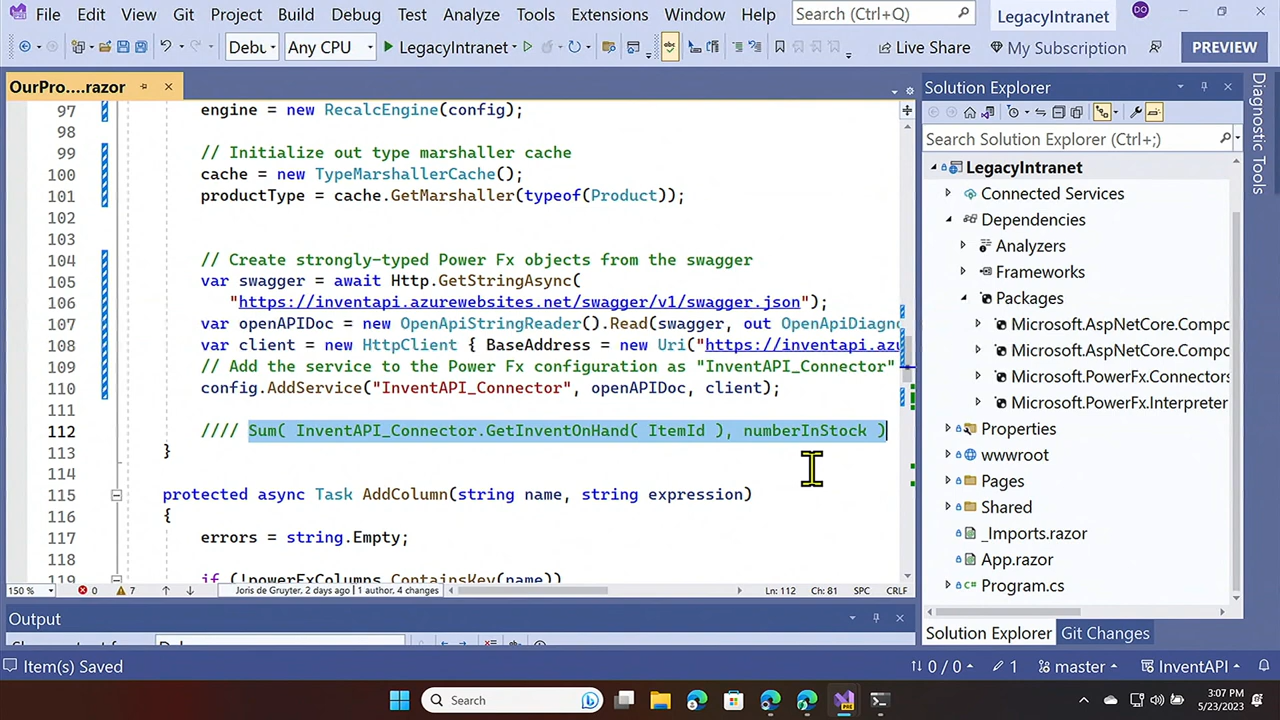 File Edit View Git Project Build Debug Test Analyze Tools Extensions Window Help Search (Ctrl+Q) LegacyIntranet DO
Debu Any CPU LegacyIntranet Live Share My Subscription PREVIEW
OurPro....razor
97 engine = new RecalcEngine(config);
98
99 // Initialize out type marshaller cache
100 cache = new TypeMarshallerCache();
101 productType = cache.GetMarshaller(typeof(Product));
102
103
104 // Create strongly-typed Power Fx objects from the swagger
105 var swagger = await Http.GetStringAsync(
106 "https://inventapi.azurewebsites.net/swagger/v1/swagger.json");
107 var openAPIDoc = new OpenApiStringReader().Read(swagger, out OpenApiDiagn
108 var client = new HttpClient { BaseAddress = new Uri("https://inventapi.az
109 // Add the service to the Power Fx configuration as "InventAPI_Connector"
110 config.AddService("InventAPI_Connector", openAPIDoc, client);
111
112 //// Sum( InventAPI_Connector.GetInventOnHand( ItemId ), numberInStock )
113 }
114
115 protected async Task AddColumn(string name, string expression)
116 {
117 errors = string.Empty;
118
119 if (!powerFxColumns.ContainsKey(name))
150 % 0 7 Joris de Gruyter, 2 days ago | 1 author, 4 changes Ln: 112 Ch: 81 SPC CRLF
Output
Solution Explorer
Search Solution Explorer (Ctrl+;)
LegacyIntranet
Connected Services
Dependencies
Analyzers
Frameworks
Packages
Microsoft.AspNetCore.Compo
Microsoft.AspNetCore.Compo
Microsoft.PowerFx.Connectors
Microsoft.PowerFx.Interpreter
Properties
wwwroot
Pages
Shared
_Imports.razor
App.razor
Program.cs
Solution Explorer Git Changes
Diagnostic Tools
Item(s) Saved 0 / 0 1 master InventAPI
Search 3:07 PM
5/23/2023